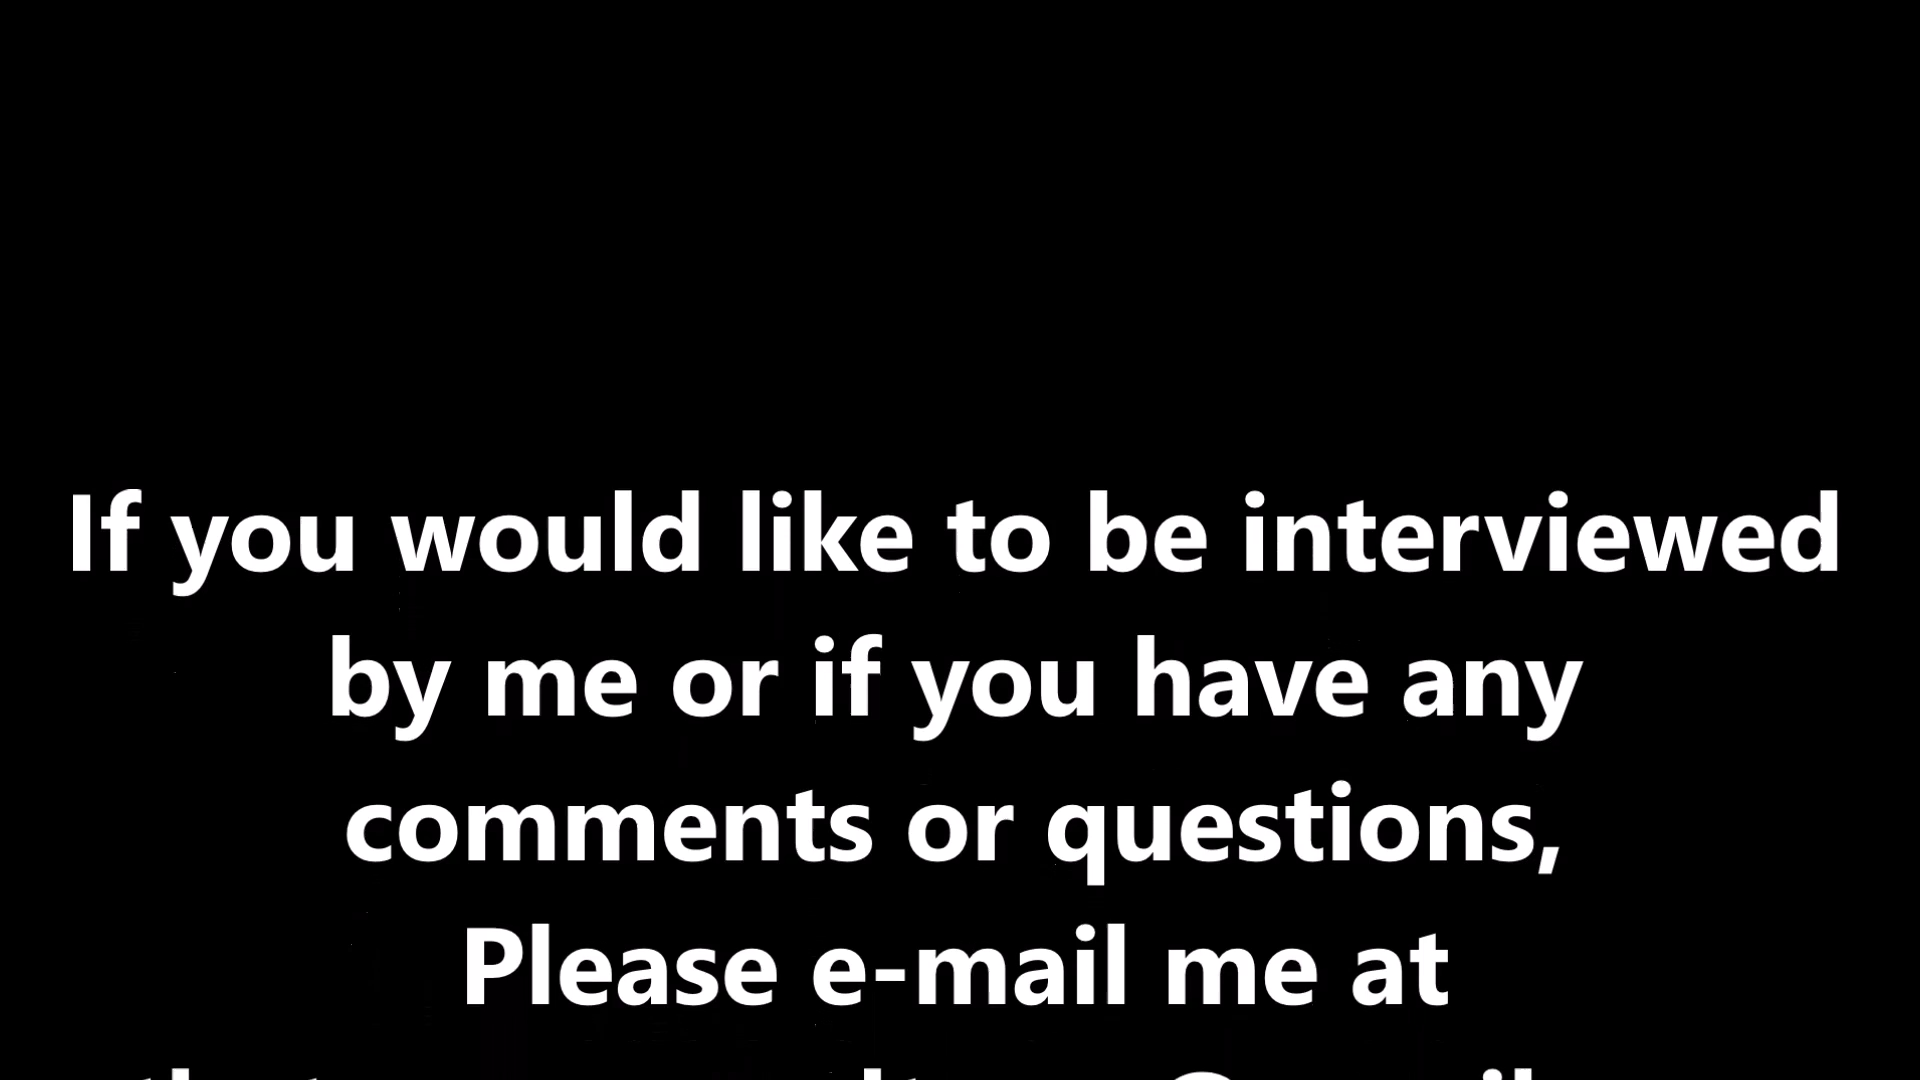 If you would like to be interviewed
by me or if you have any
comments or questions,
Please e-mail me at